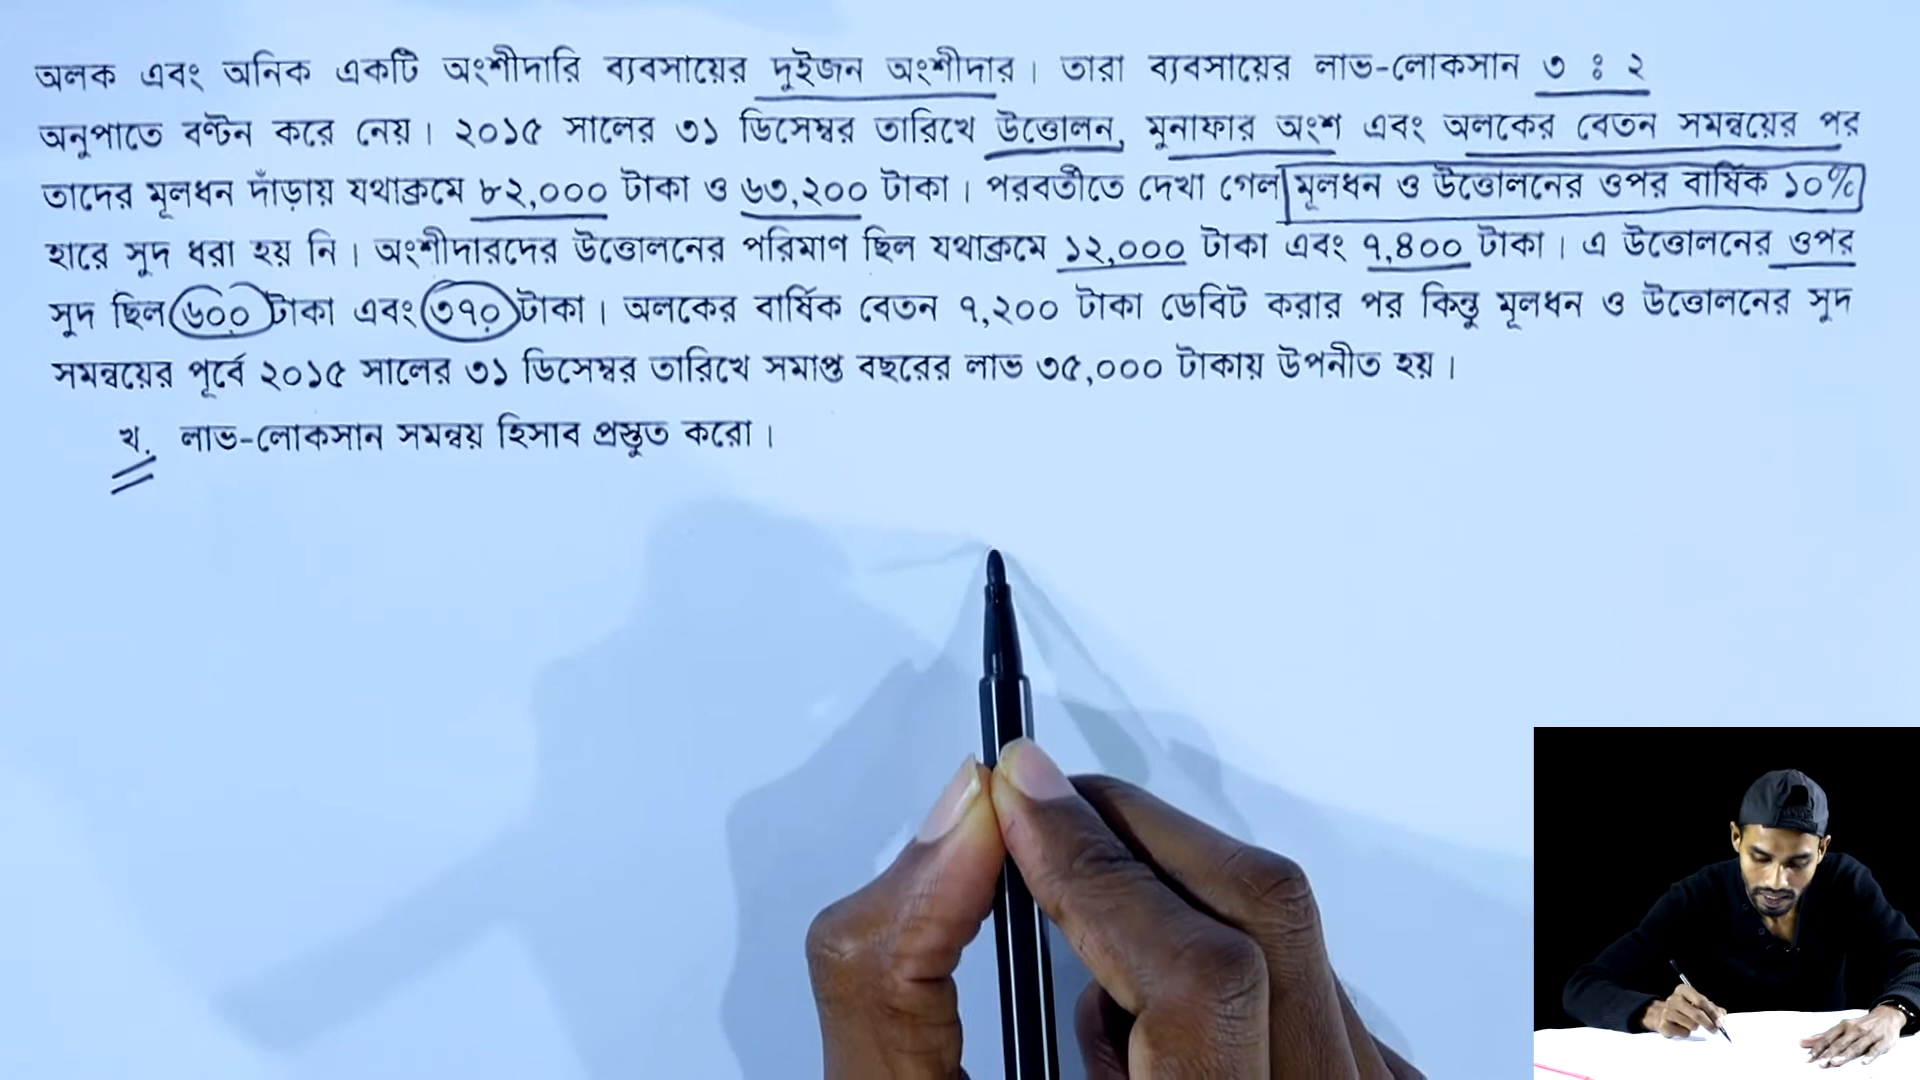 অলক এবং অনিক একটি অংশীদারি ব্যবসায়ের দুইজন অংশীদার। তারা ব্যবসায়ের লাভ-লোকসান ৩ ঃ ২
অনুপাতে বণ্টন করে নেয়। ২০১৫ সালের ৩১ ডিসেম্বর তারিখে উত্তোলন, মুনাফার অংশ এবং অলকের বেতন সমন্বয়ের পর
তাদের মূলধন দাঁড়ায় যথাক্রমে ৮২,০০০ টাকা ও ৬৩,২০০ টাকা। পরবর্তীতে দেখা গেল মূলধন ও উত্তোলনের ওপর বার্ষিক ১০%
হারে সুদ ধরা হয় নি। অংশীদারদের উত্তোলনের পরিমাণ ছিল যথাক্রমে ১২,০০০ টাকা এবং ৭,৪০০ টাকা। এ উত্তোলনের ওপর
সুদ ছিল ৬০০ টাকা এবং ৩৭০ টাকা। অলকের বার্ষিক বেতন ৭,২০০ টাকা ডেবিট করার পর কিন্তু মূলধন ও উত্তোলনের সুদ
সমন্বয়ের পূর্বে ২০১৫ সালের ৩১ ডিসেম্বর তারিখে সমাপ্ত বছরের লাভ ৩৫,০০০ টাকায় উপনীত হয়।
খ. লাভ-লোকসান সমন্বয় হিসাব প্রস্তুত করো।